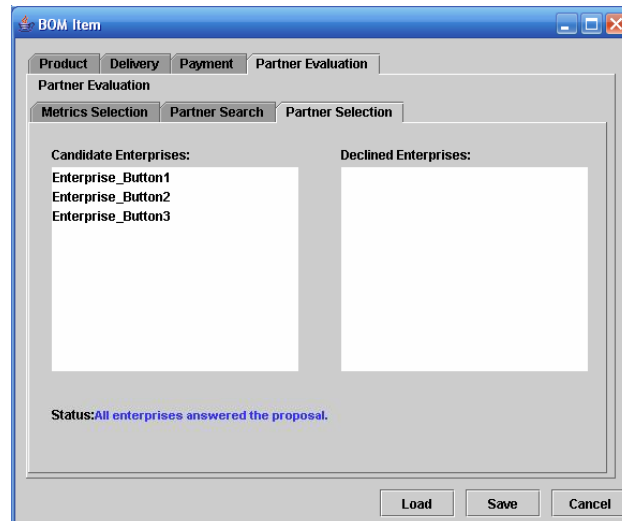 BOM Item
Product Delivery Payment Partner Evaluation
Partner Evaluation
Metrics Selection Partner Search Partner Selection
Candidate Enterprises: Declined Enterprises:
Enterprise_Button1
Enterprise_Button2
Enterprise_Button3
Status:All enterprises answered the proposal.
Load Save Cancel